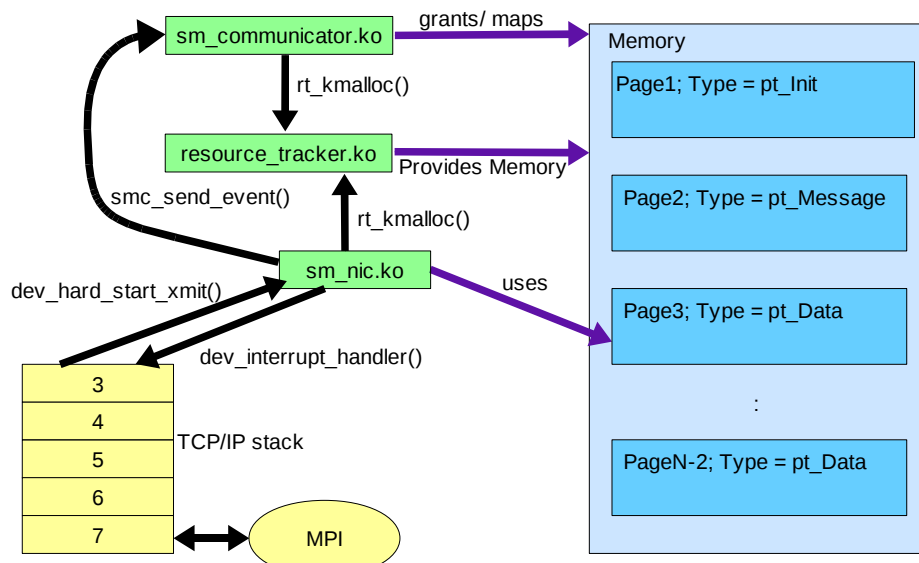 grants/ maps
sm_communicator.ko
Memory
Page1; Type = pt_Init
rt_kmalloc()
resource_tracker.ko
Provides Memory
smc_send_event()
Page2; Type = pt_Message
rt_kmalloc()
sm_nic.ko
uses
dev_hard_start_xmit()
Page3; Type = pt_Data
dev_interrupt_handler()
3
4
:
TCP/IP stack
5
PageN-2; Type = pt_Data
6
7
MPI